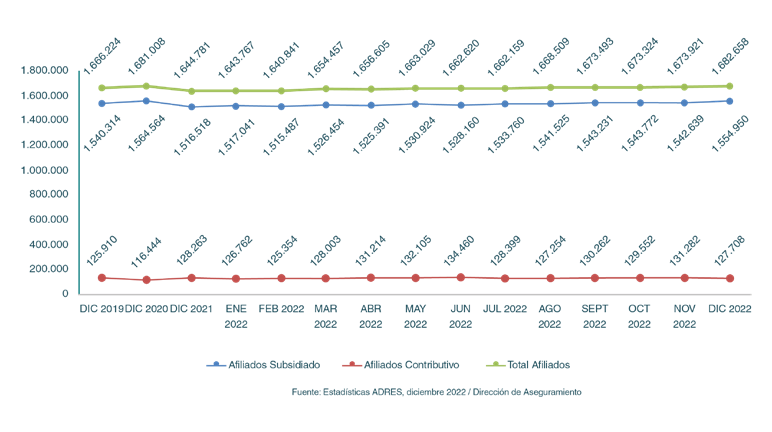 1.666.224 1.681.008 1.644.781 1.643.767 1.640.841 1.654.457 1.656.605 1.663.029 1.662.620 1.662.159 1.668.509 1.673.493 1.673.324 1.673.921 1.682.658
1.800.000
1.600.000
1.400.000
1.540.314 1.564.564 1.516.518 1.517.041 1.515.487 1.526.454 1.525.391 1.530.924 1.528.160 1.533.760 1.541.525 1.543.231 1.543.772 1.542.639 1.554.950
1.200.000
1.000.000
800.000
600.000
400.000
125.910 116.444 128.263 126.762 125.354 128.003 131.214 132.105 134.460 128.399 127.254 130.262 129.552 131.282 127.708
200.000
0
DIC 2019 DIC 2020 DIC 2021 ENE 2022 FEB 2022 MAR 2022 ABR 2022 MAY 2022 JUN 2022 JUL 2022 AGO 2022 SEPT 2022 OCT 2022 NOV 2022 DIC 2022
Afiliados Subsidiado Afiliados Contributivo Total Afiliados
Fuente: Estadísticas ADRES, diciembre 2022 / Dirección de Aseguramiento